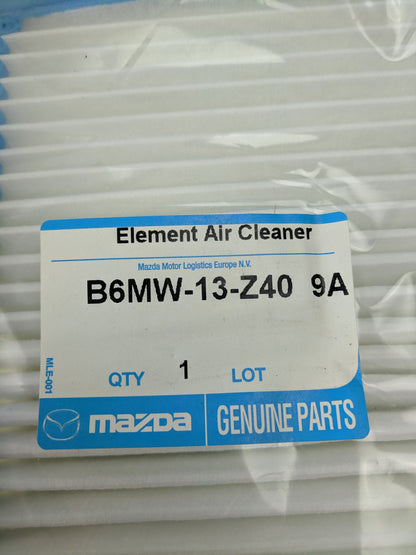 Element Air Cleaner
Mazda Motor Logistics Europe N.V.
B6MW-13-Z40 9A
QTY 1 LOT
MLE-001
mazDa GENUINE PARTS